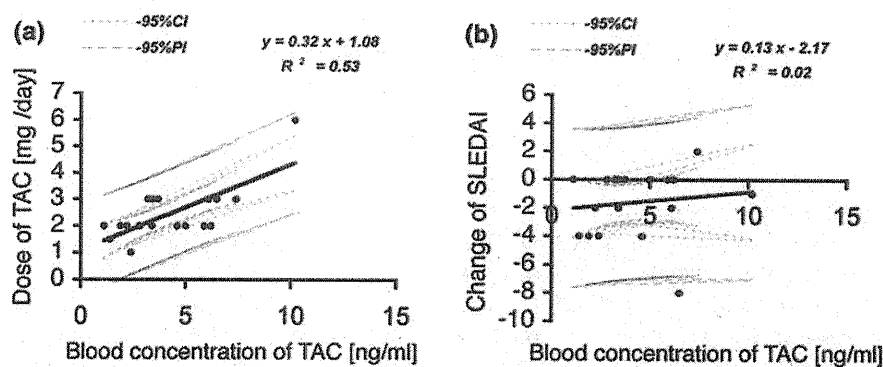 (a)
-95%CI
-95%PI
y = 0.32 x + 1.08
R² = 0.53
Dose of TAC [mg /day]
7
6
5
4
3
2
1
0
0 5 10 15
Blood concentration of TAC [ng/ml]
(b)
-95%CI
-95%PI
y = 0.13 x - 2.17
R² = 0.02
Change of SLEDAI
6
4
2
0
-2
-4
-6
-8
-10
0 5 10 15
Blood concentration of TAC [ng/ml]